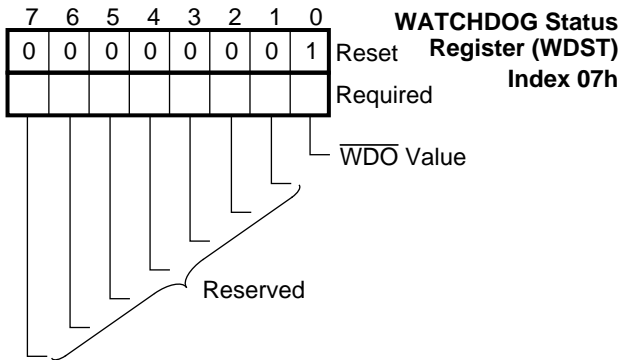 7 6 5 4 3 2 1 0
WATCHDOG Status
Register (WDST)
Index 07h
0 0 0 0 0 0 0 1 Reset
Required
W̅D̅O̅ Value
Reserved